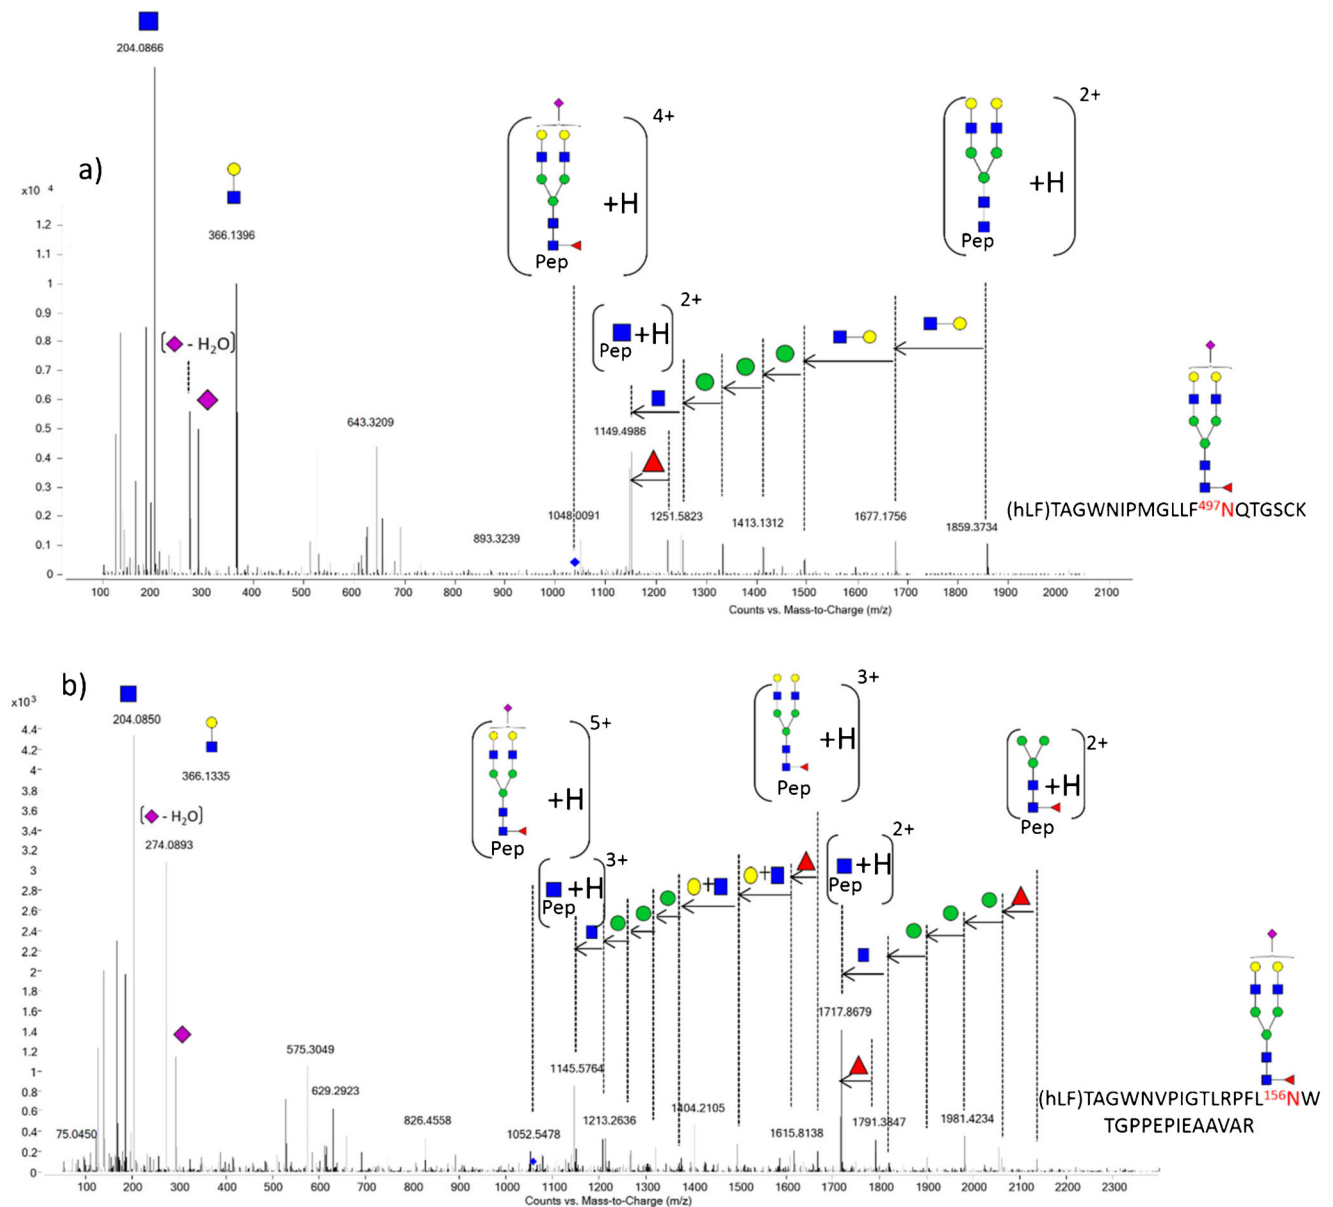 204.0866
a)
x10 4
366.1396
[ - H2O]
4+
+H
Pep
2+
+H
Pep
2+
+H
Pep
1.2
1.1
1
0.9
0.8
0.7
0.6
0.5
0.4
0.3
0.2
0.1
0
643.3209
893.3239
1048.0091
1149.4986
1251.5823
1413.1312
1677.1756
1859.3734
(hLF)TAGWNIPMGLLF497NQTGSCK
100 200 300 400 500 600 700 800 900 1000 1100 1200 1300 1400 1500 1600 1700 1800 1900 2000 2100
Counts vs. Mass-to-Charge (m/z)
b)
x103
204.0850
366.1335
[ - H2O]
274.0893
5+
+H
Pep
3+
+H
Pep
3+
+H
Pep
2+
+H
Pep
2+
+H
Pep
4.4
4.2
4
3.8
3.6
3.4
3.2
3
2.8
2.6
2.4
2.2
2
1.8
1.6
1.4
1.2
1
0.8
0.6
0.4
0.2
0
75.0450
575.3049
629.2923
826.4558
1052.5478
1145.5764
1213.2636
1404.2105
1615.8138
1717.8679
1791.3847
1981.4234
(hLF)TAGWNVPIGTLRPFL156NW
TGPPEPIEAAVAR
100 200 300 400 500 600 700 800 900 1000 1100 1200 1300 1400 1500 1600 1700 1800 1900 2000 2100 2200 2300
Counts vs. Mass-to-Charge (m/z)